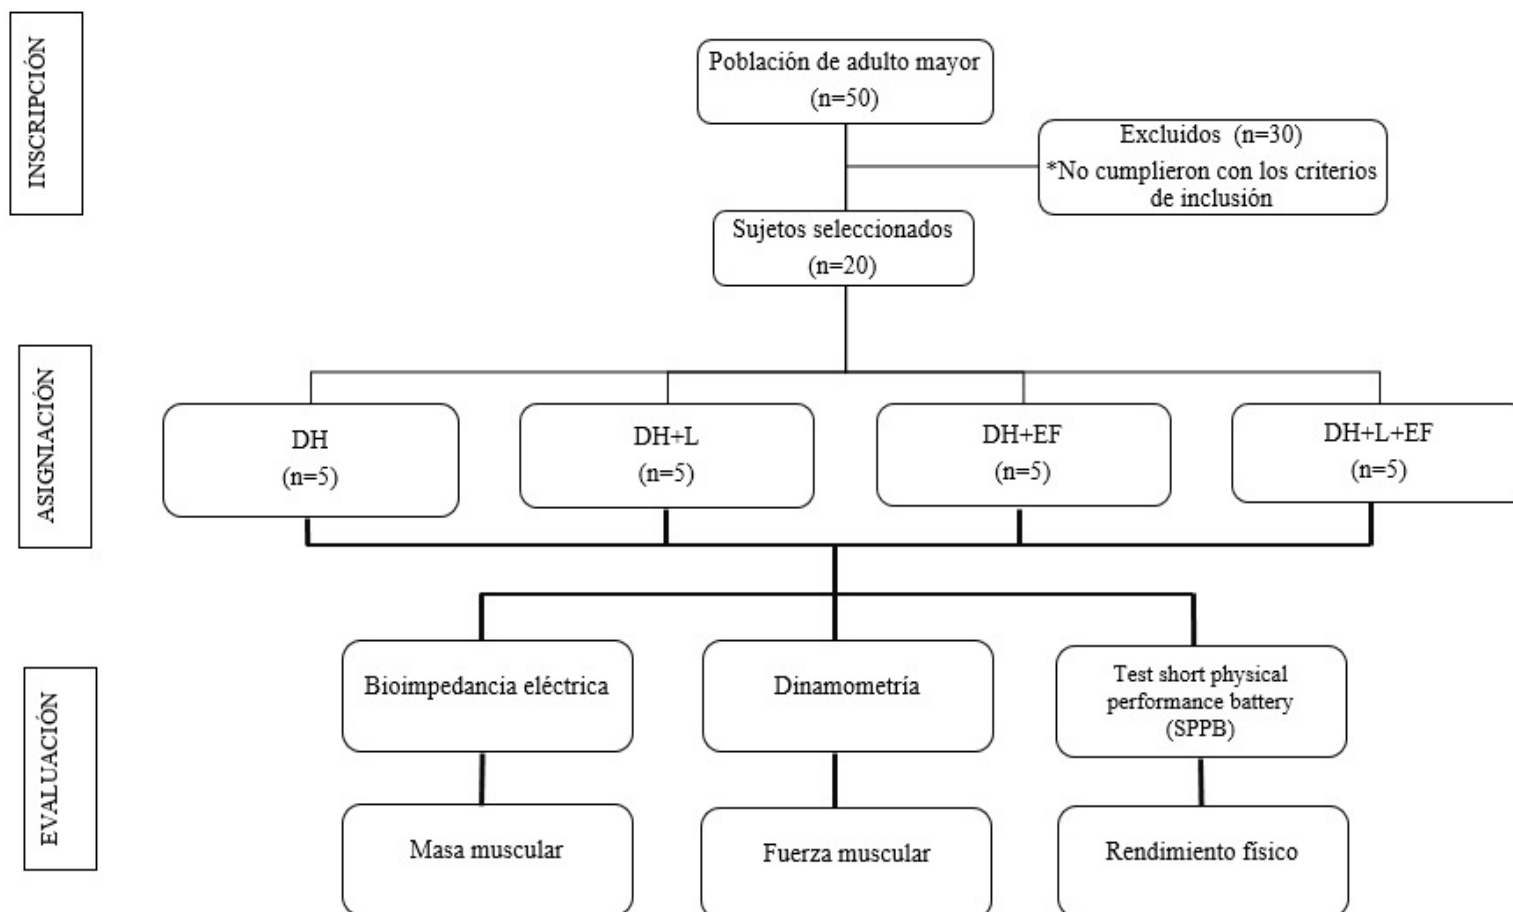 INSCRIPCIÓN
Población de adulto mayor
(n=50)
Excluidos (n=30)
*No cumplieron con los criterios
de inclusión
Sujetos seleccionados
(n=20)
ASIGNIACIÓN
DH
(n=5)
DH+L
(n=5)
DH+EF
(n=5)
DH+L+EF
(n=5)
EVALUACIÓN
Bioimpedancia eléctrica
Dinamometría
Test short physical
performance battery
(SPPB)
Masa muscular
Fuerza muscular
Rendimiento físico